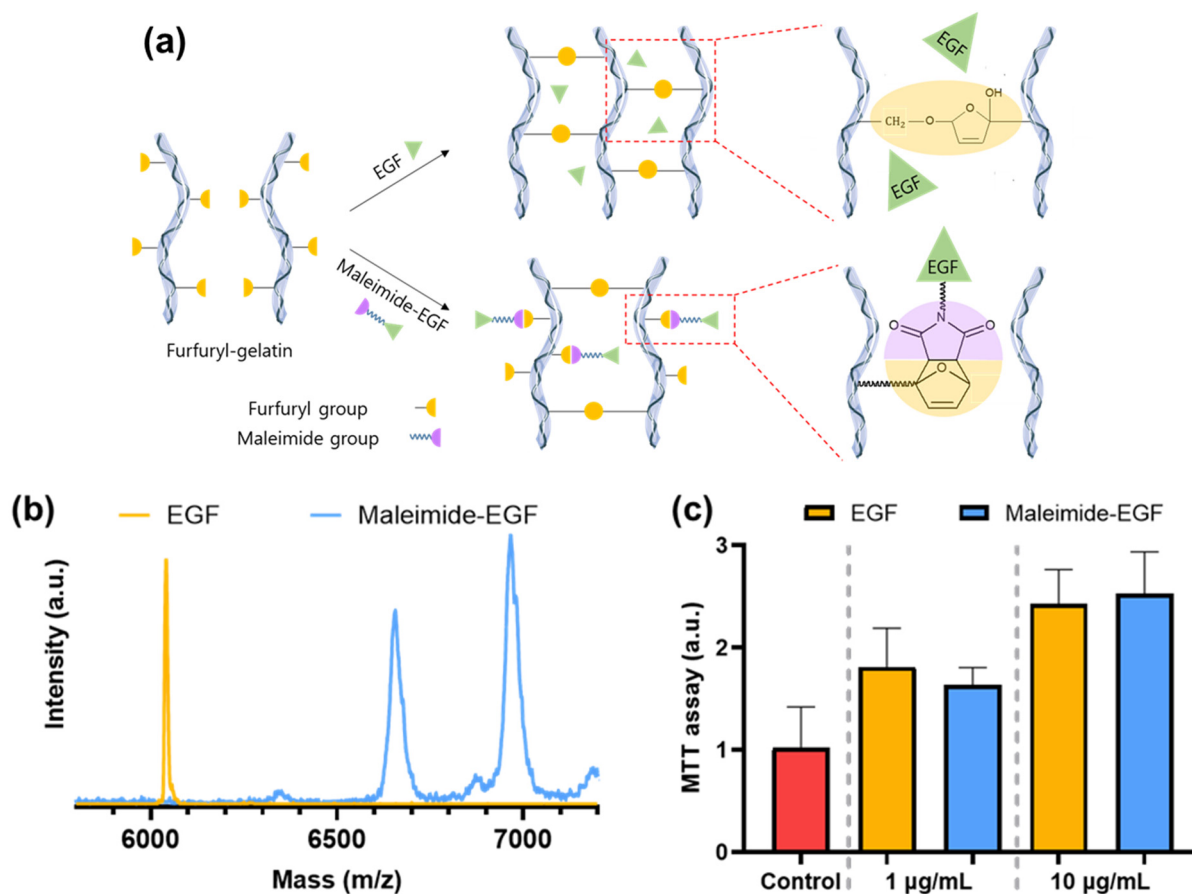 (a)
EGF
Maleimide-EGF
Furfuryl-gelatin
Furfuryl group
Maleimide group
EGF
CH₂
O
O
OH
EGF
EGF
N
O
O
O
(b)
EGF
Maleimide-EGF
Intensity (a.u.)
6000
6500
7000
Mass (m/z)
(c)
EGF
Maleimide-EGF
MTT assay (a.u.)
3
2
1
0
Control
1 μg/mL
10 μg/mL